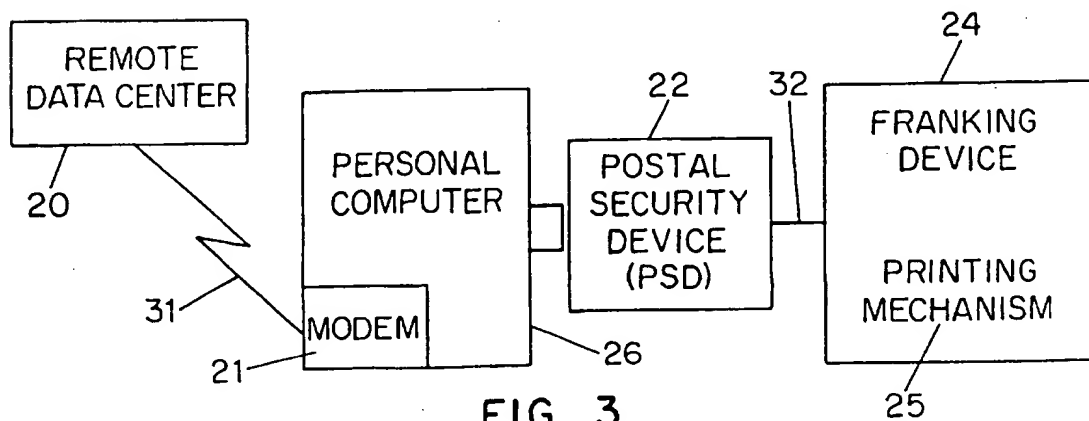 REMOTE
DATA CENTER
20
31
PERSONAL
COMPUTER
MODEM
21
26
22
POSTAL
SECURITY
DEVICE
(PSD)
32
24
FRANKING
DEVICE
PRINTING
MECHANISM
25
FIG. 3